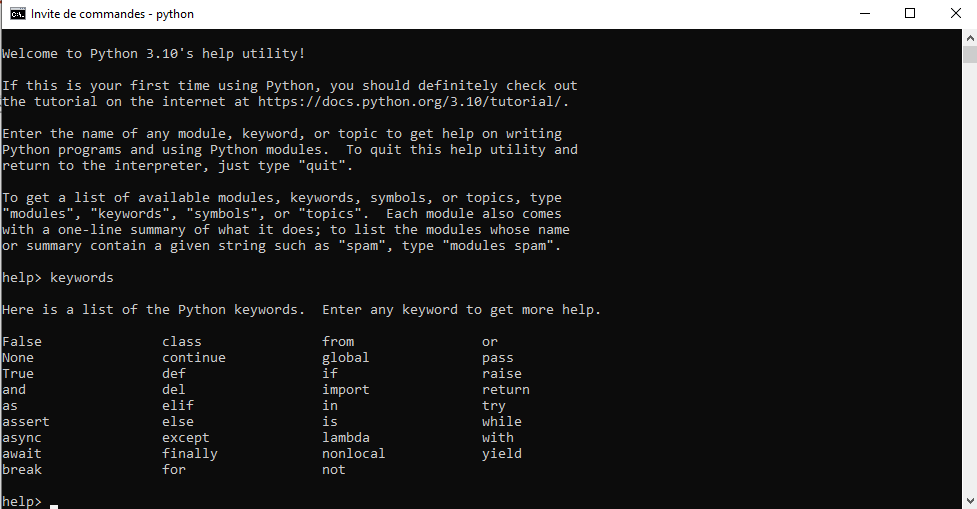 Invite de commandes - python
Welcome to Python 3.10's help utility!
If this is your first time using Python, you should definitely check out
the tutorial on the internet at https://docs.python.org/3.10/tutorial/.
Enter the name of any module, keyword, or topic to get help on writing
Python programs and using Python modules.  To quit this help utility and
return to the interpreter, just type "quit".
To get a list of available modules, keywords, symbols, or topics, type
"modules", "keywords", "symbols", or "topics".  Each module also comes
with a one-line summary of what it does; to list the modules whose name
or summary contain a given string such as "spam", type "modules spam".
help> keywords
Here is a list of the Python keywords.  Enter any keyword to get more help.
False               class               from                or
None                continue            global              pass
True                def                 if                  raise
and                 del                 import              return
as                  elif                in                  try
assert              else                is                  while
async               except              lambda              with
await               finally             nonlocal            yield
break               for                 not
help>